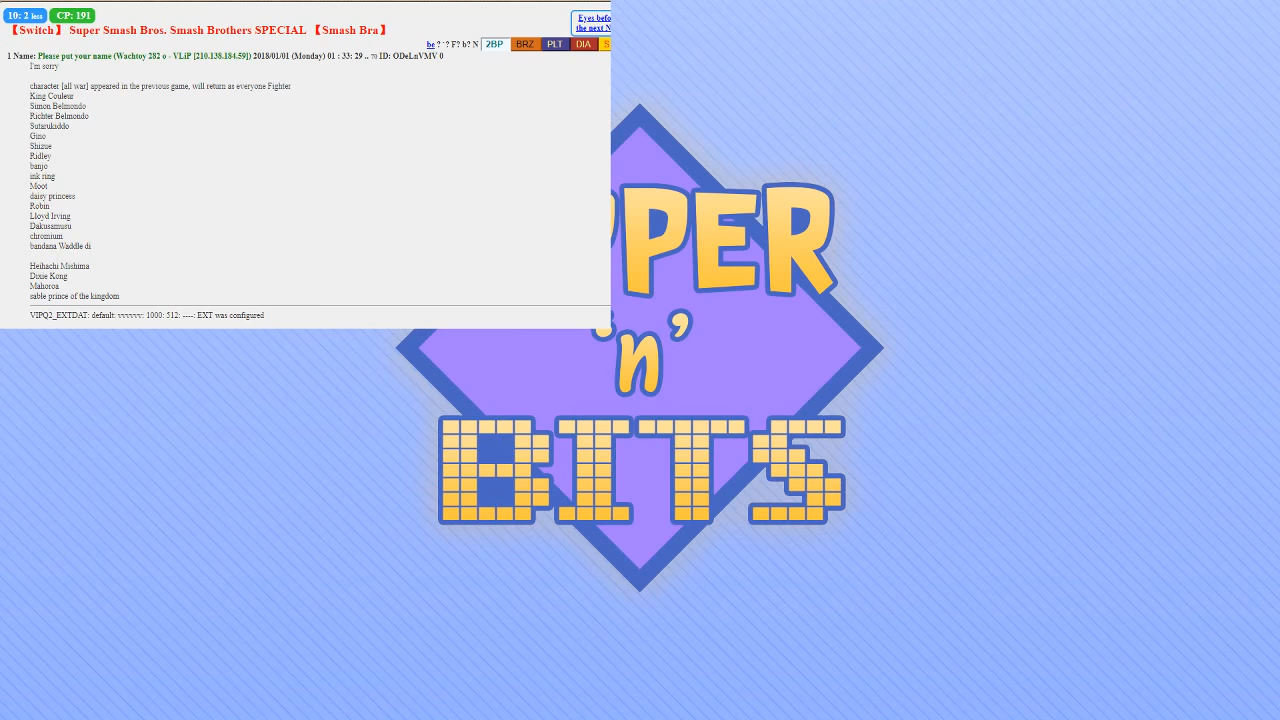 10: 2 less CP: 191
Eyes befo
【Switch】 Super Smash Bros. Smash Brothers SPECIAL 【Smash Bra】
the next N
be ? ¨? F? b? N 2BP BRZ PLT DIA S
1 Name: Please put your name (Wachtoy 282 o - VLiP [210.138.184.59]) 2018/01/01 (Monday) 01 : 33: 29 .. 70 ID: ODeLnVMV 0
I'm sorry
character [all war] appeared in the previous game, will return as everyone Fighter
King Couleur
Simon Belmondo
Richter Belmondo
Sutarukiddo
Gino
Shizue
Ridley
banjo
ink ring
Moot
daisy princess
Robin
Lloyd Irving
Dakusamusu
chromium
bandana Waddle di
Heihachi Mishima
Dixie Kong
Mahoroa
sable prince of the kingdom
VIPQ2_EXTDAT: default: vvvvvv: 1000: 512: ----: EXT was configured
PER
'n'
BITS